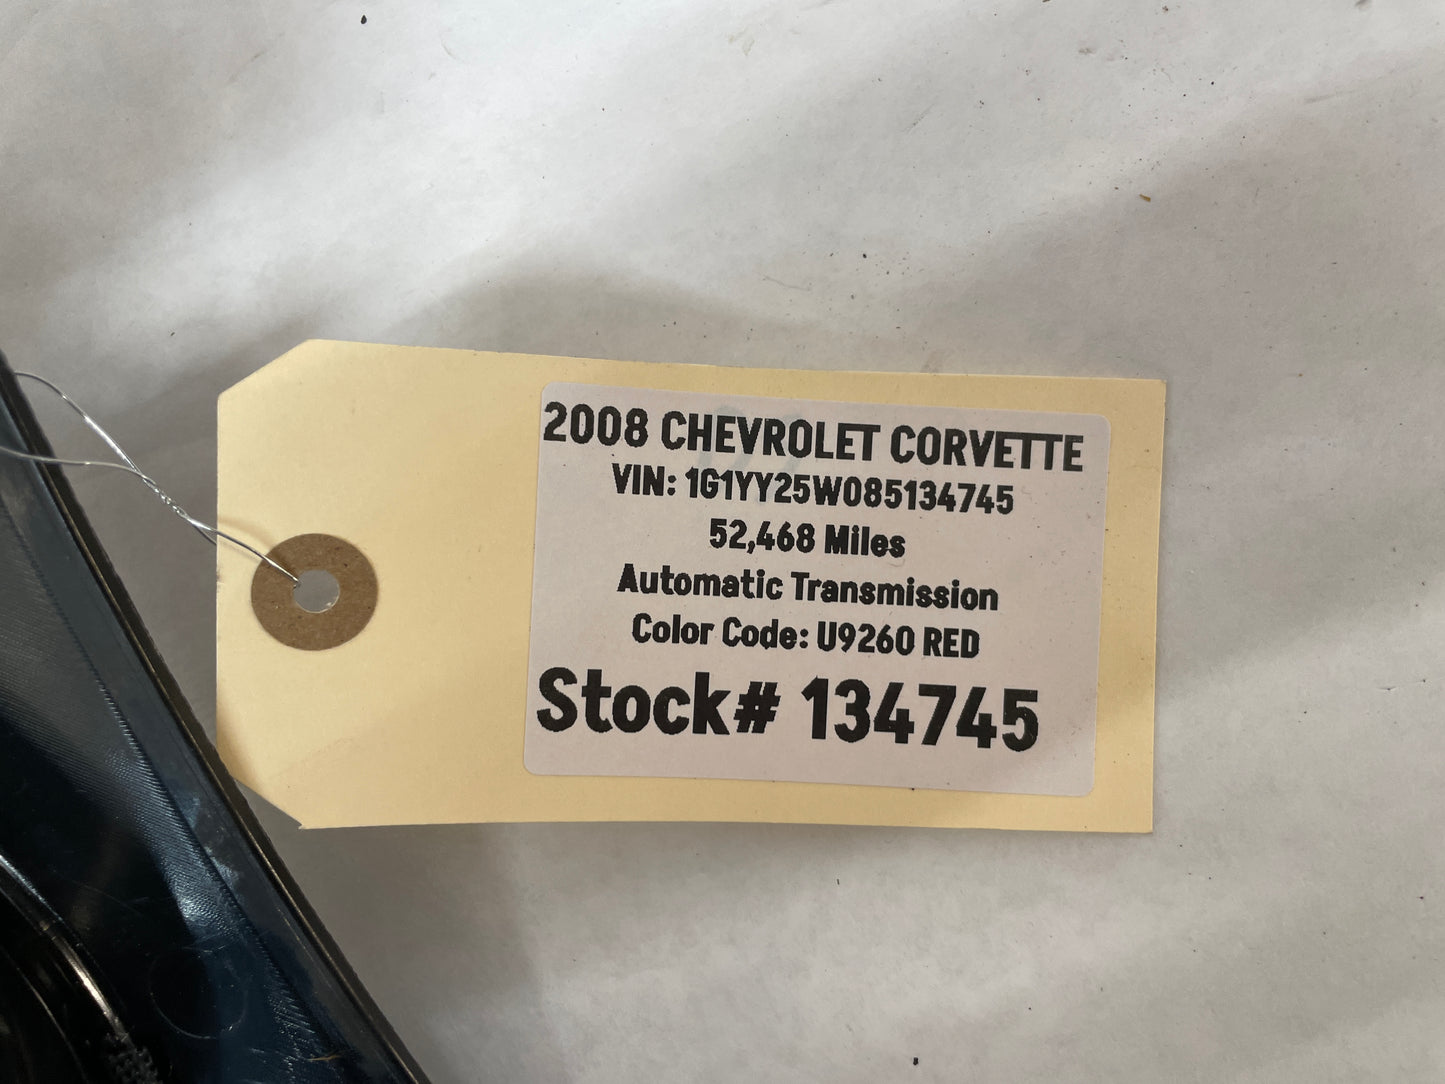 2008 CHEVROLET CORVETTE
VIN: 1G1YY25W085134745
52,468 Miles
Automatic Transmission
Color Code: U9260 RED
Stock# 134745